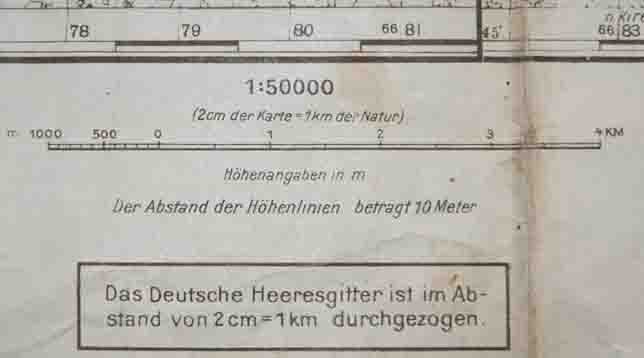 78 79 80 66 81 45' 66 83
1:50000
(2cm der Karte = 1km der Natur)
m 1000 500 0 1 2 3 4 KM
Höhenangaben in m
Der Abstand der Höhenlinien beträgt 10 Meter
Das Deutsche Heeresgitter ist im Ab-
stand von 2cm=1km durchgezogen.